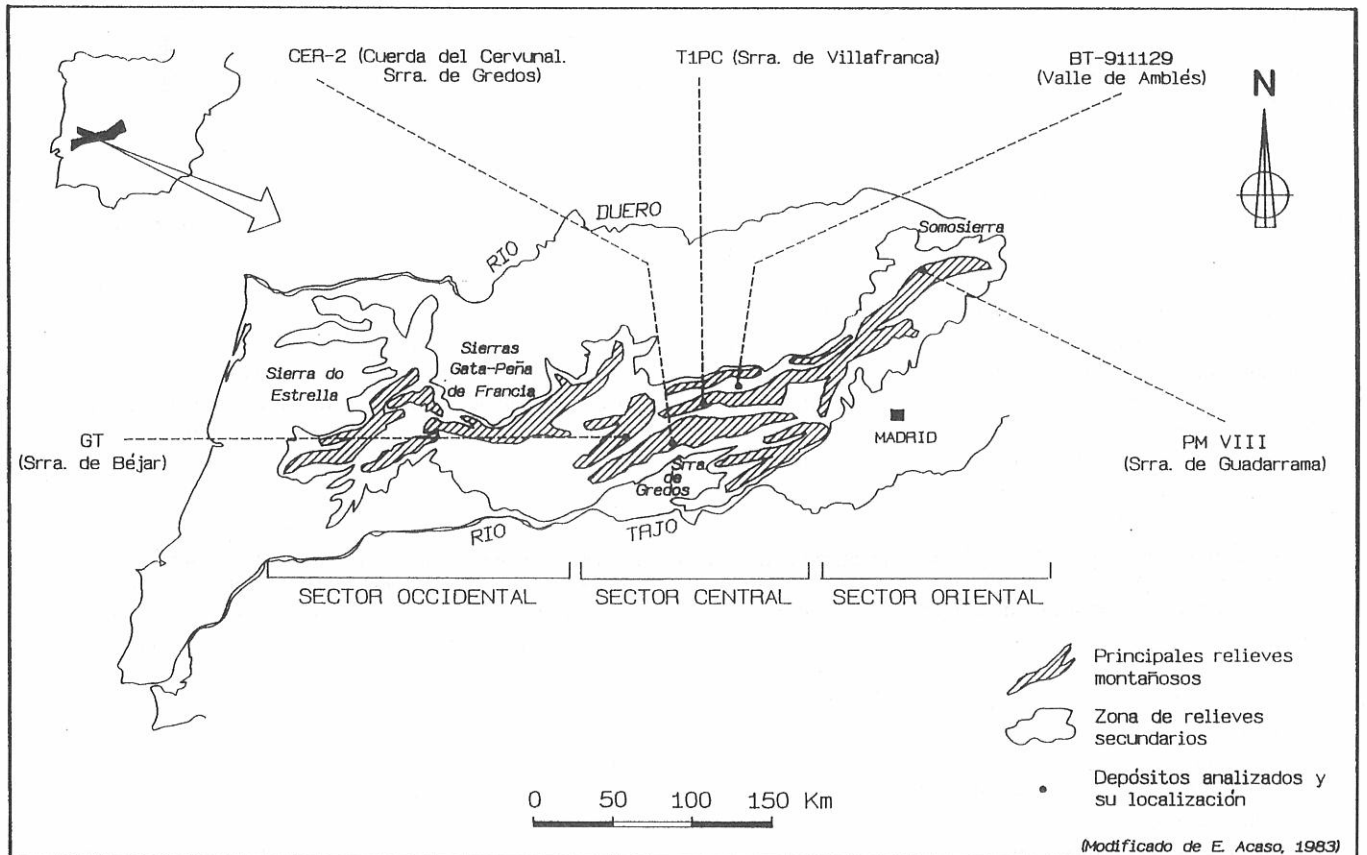 CER-2 (Cuerda del Cervunal.
Srra. de Gredos)
T1PC (Srra. de Villafranca)
BT-911129
(Valle de Amblés)
N
RIO DUERO
Somosierra
Sierra do
Estrella
Sierras
Gata-Peña
de Francia
GT
(Srra. de Béjar)
MADRID
PM VIII
(Srra. de Guadarrama)
Srra.
de
Gredos
RIO TAJO
SECTOR OCCIDENTAL
SECTOR CENTRAL
SECTOR ORIENTAL
Principales relieves
montañosos
Zona de relieves
secundarios
Depósitos analizados y
su localización
0 50 100 150 Km
(Modificado de E. Acaso, 1983)